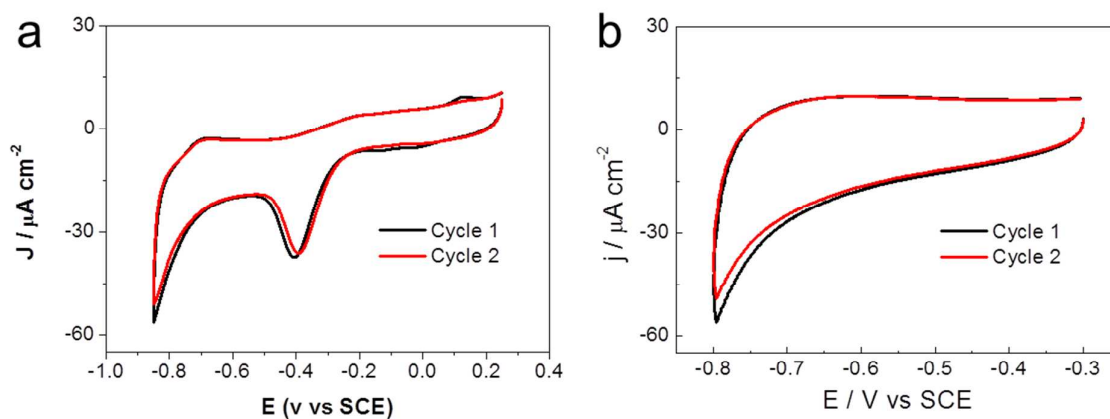 a
30
0
-30
-60
J / μA cm-2
Cycle 1
Cycle 2
-1.0 -0.8 -0.6 -0.4 -0.2 0.0 0.2 0.4
E (v vs SCE)
b
30
0
-30
-60
j / μA cm-2
Cycle 1
Cycle 2
-0.8 -0.7 -0.6 -0.5 -0.4 -0.3
E / V vs SCE